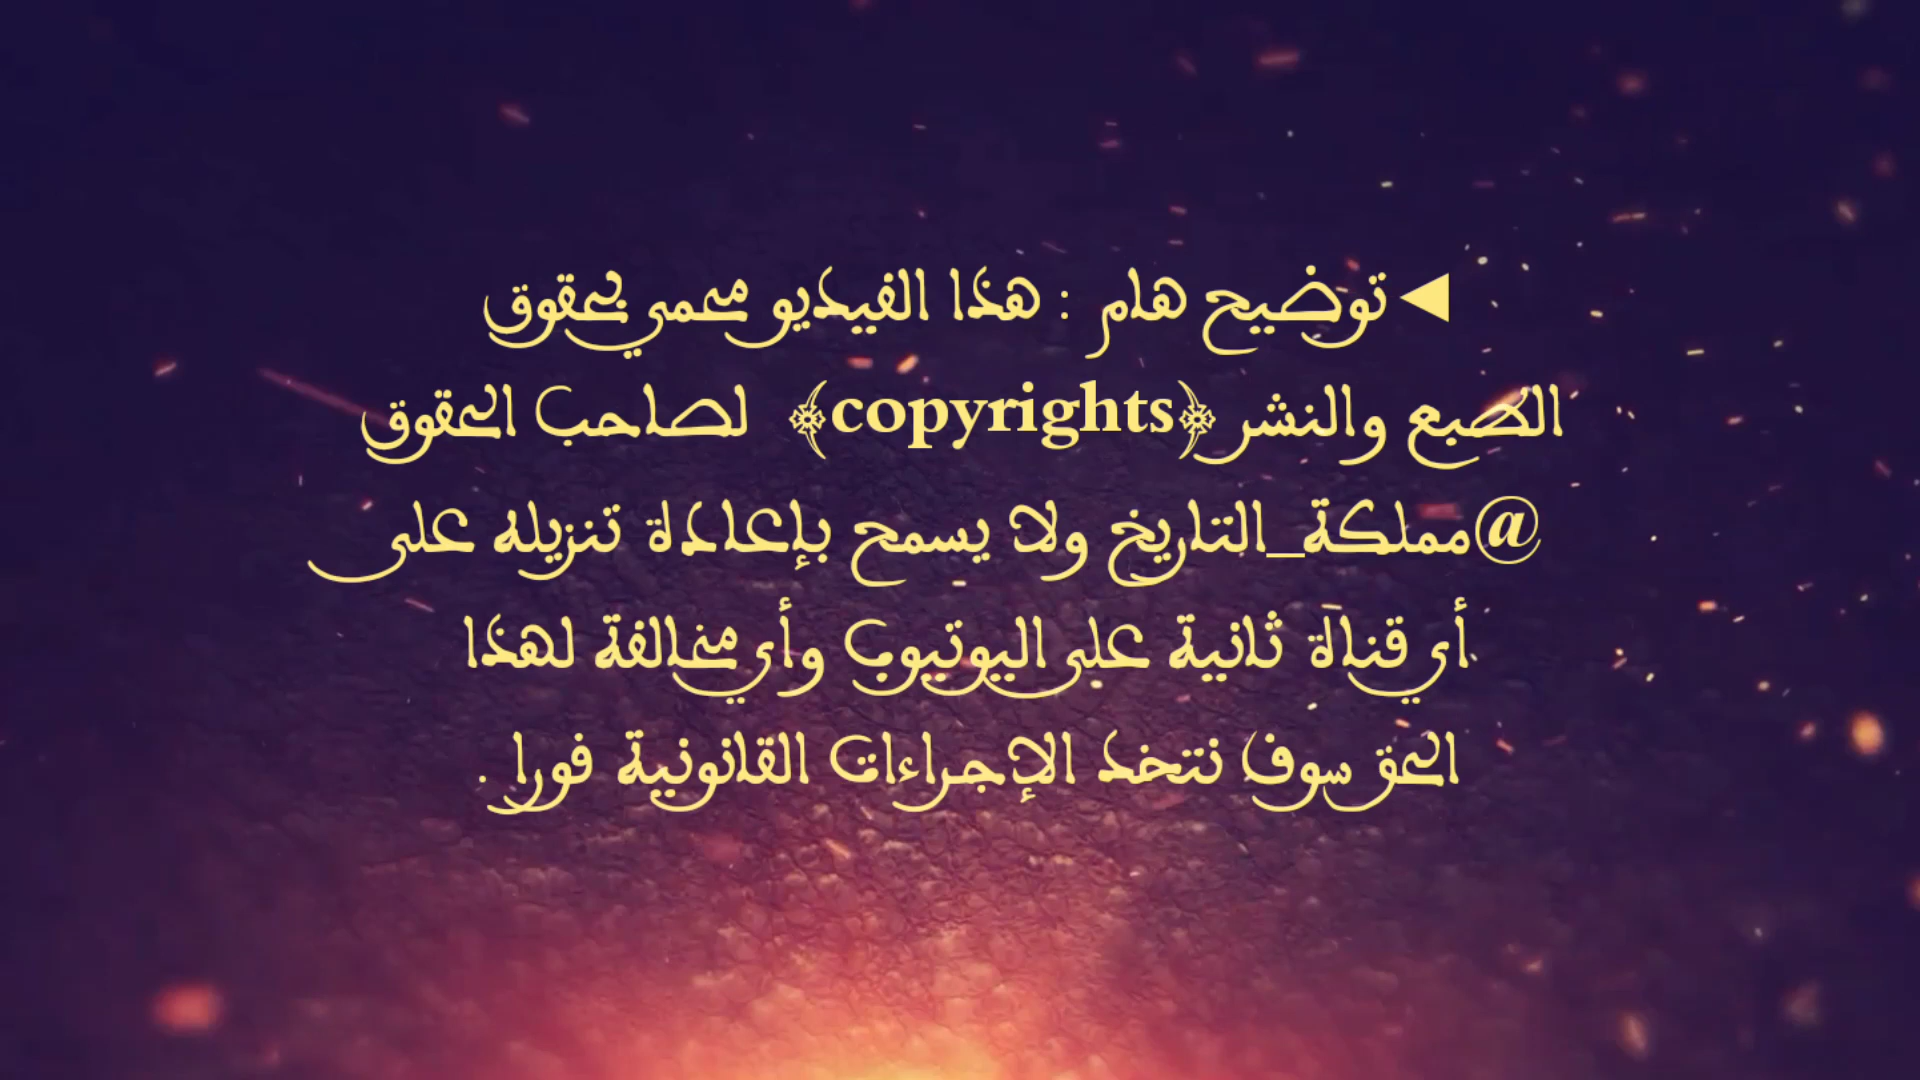 ◄توضيح هام : هذا الفيديو محمي بحقوق
الطبع والنشر ﴿copyrights﴾ لصاحب الحقوق
@مملكة_التاريخ ولا يسمح بإعادة تنزيله على
أي قناة ثانية على اليوتيوب وأي مخالفة لهذا
الحق سوف نتخد الإجراءات القانونية فورا .